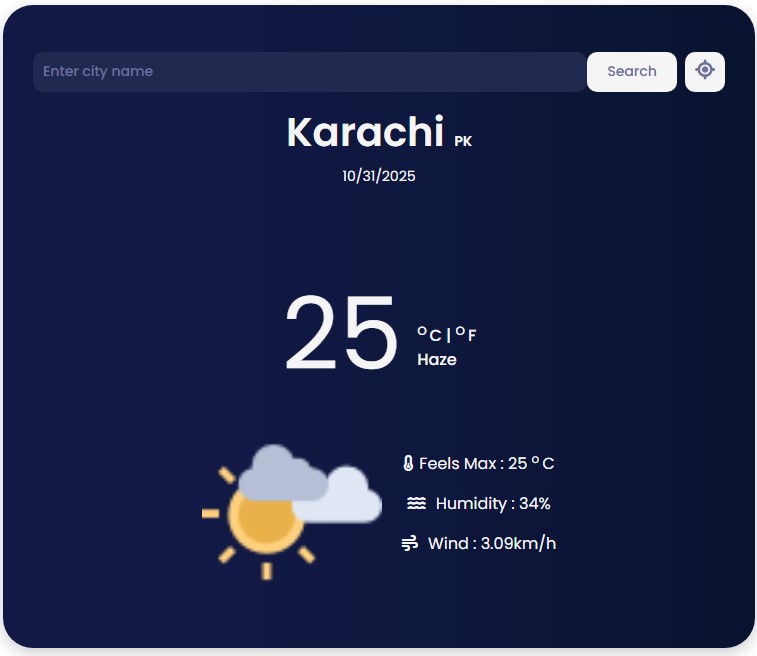 Enter city name Search
Karachi PK
10/31/2025
25 °C | °F
Haze
Feels Max : 25 °C
Humidity : 34%
Wind : 3.09km/h